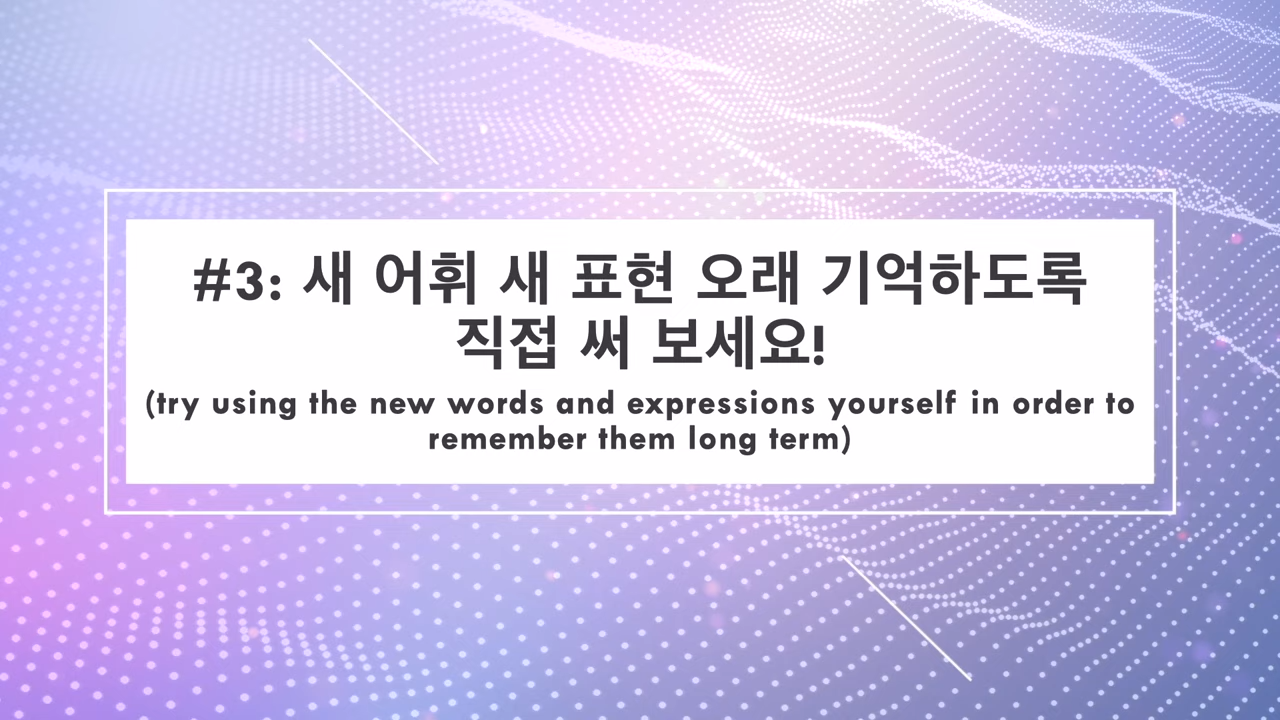 #3: 새 어휘 새 표현 오래 기억하도록
직접 써 보세요!
(try using the new words and expressions yourself in order to
remember them long term)